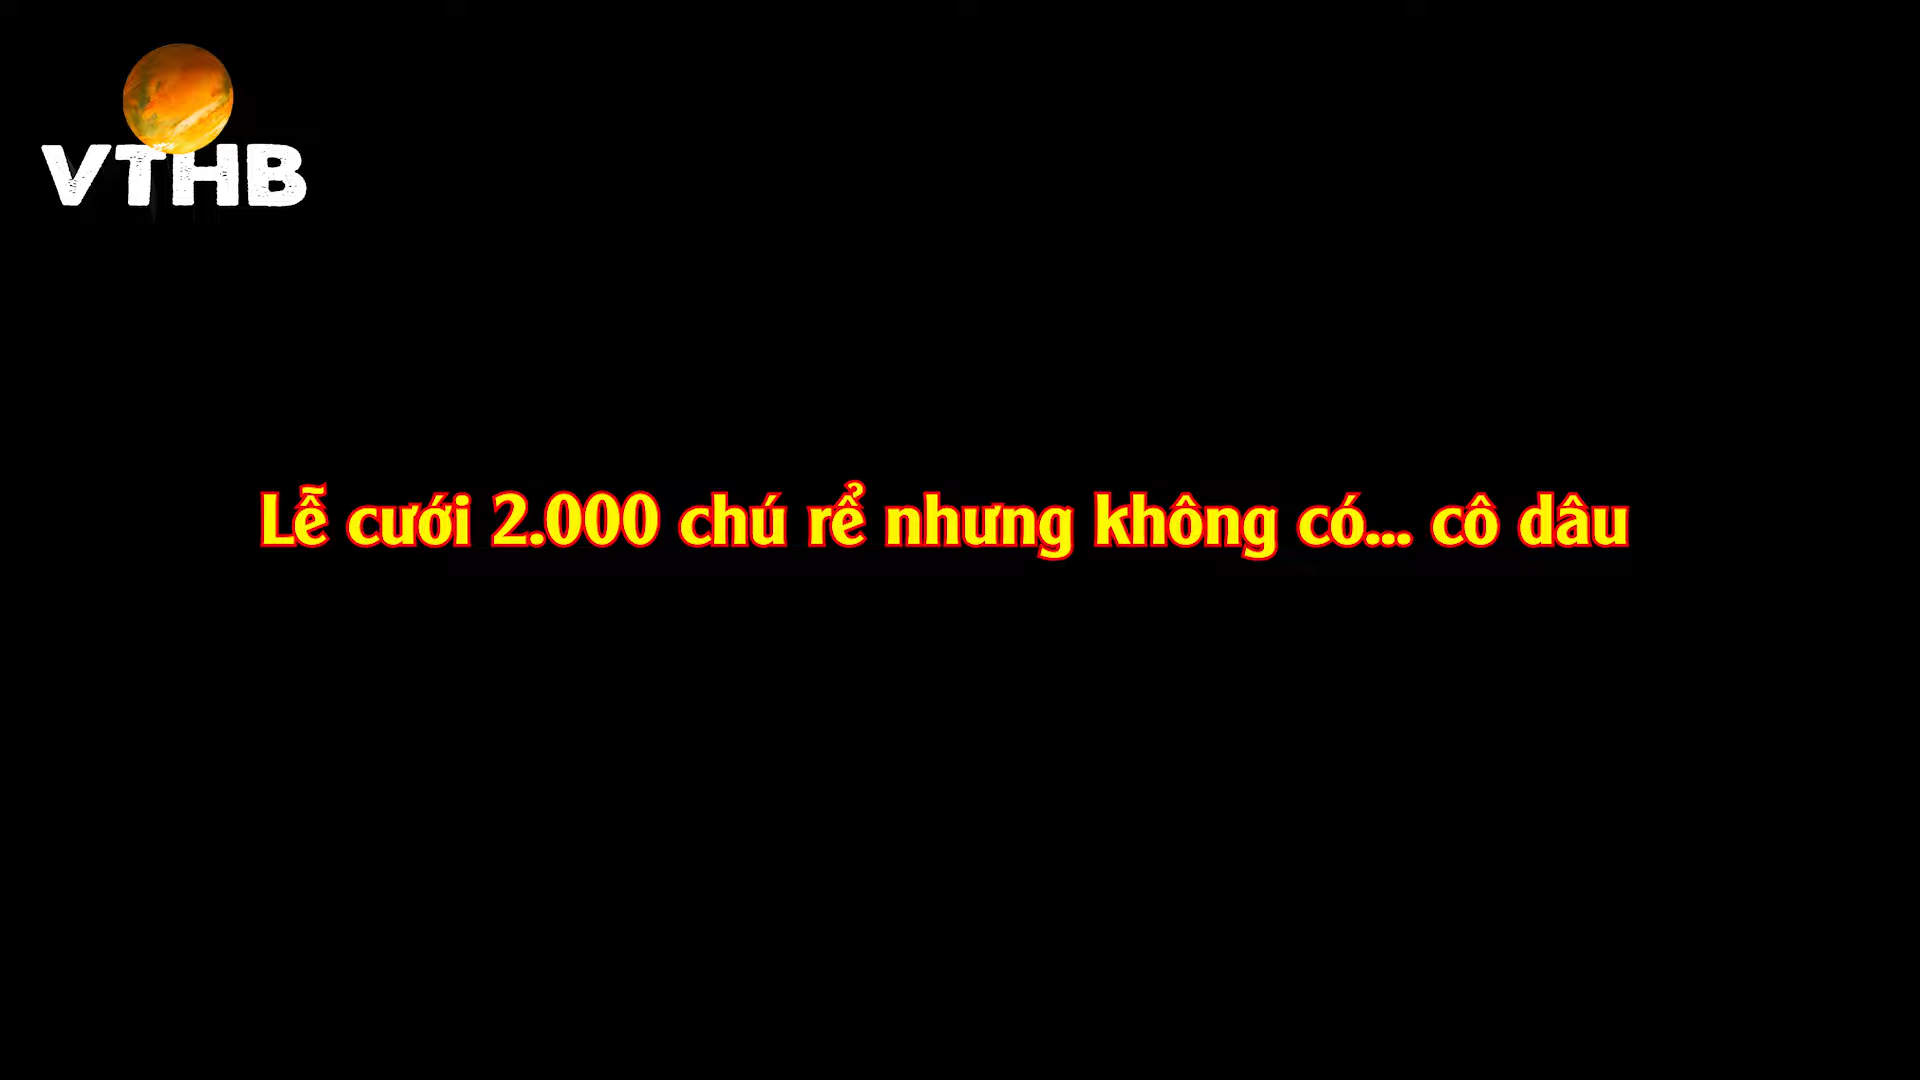 VTHB
Lễ cưới 2.000 chú rể nhưng không có... cô dâu